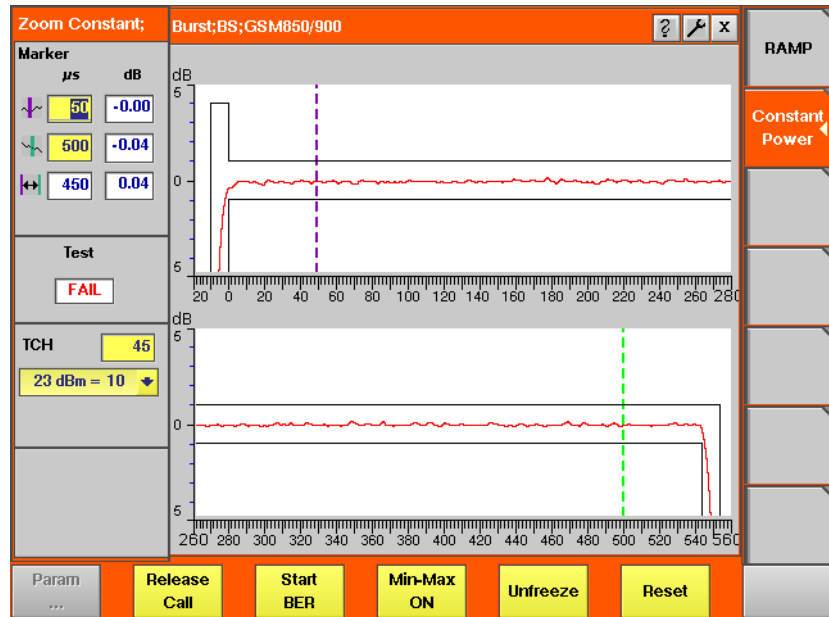 Zoom Constant;
Burst;BS;GSM850/900
? X
RAMP
Constant
Power
Marker
µs dB
50 -0.00
500 -0.04
450 0.04
Test
FAIL
TCH 45
23 dBm = 10
dB
5
0
5
20 0 20 40 60 80 100 120 140 160 180 200 220 240 260 280
dB
5
0
5
260 280 300 320 340 360 380 400 420 440 460 480 500 520 540 560
Param
...
Release
Call
Start
BER
Min-Max
ON
Unfreeze
Reset